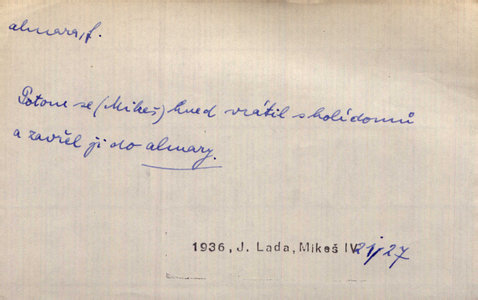 almara, f.
Potom se (Mikeš) hned vrátil s holí domů
a zavřel ji do almary.
1936, J. Lada, Mikeš IV 21/27